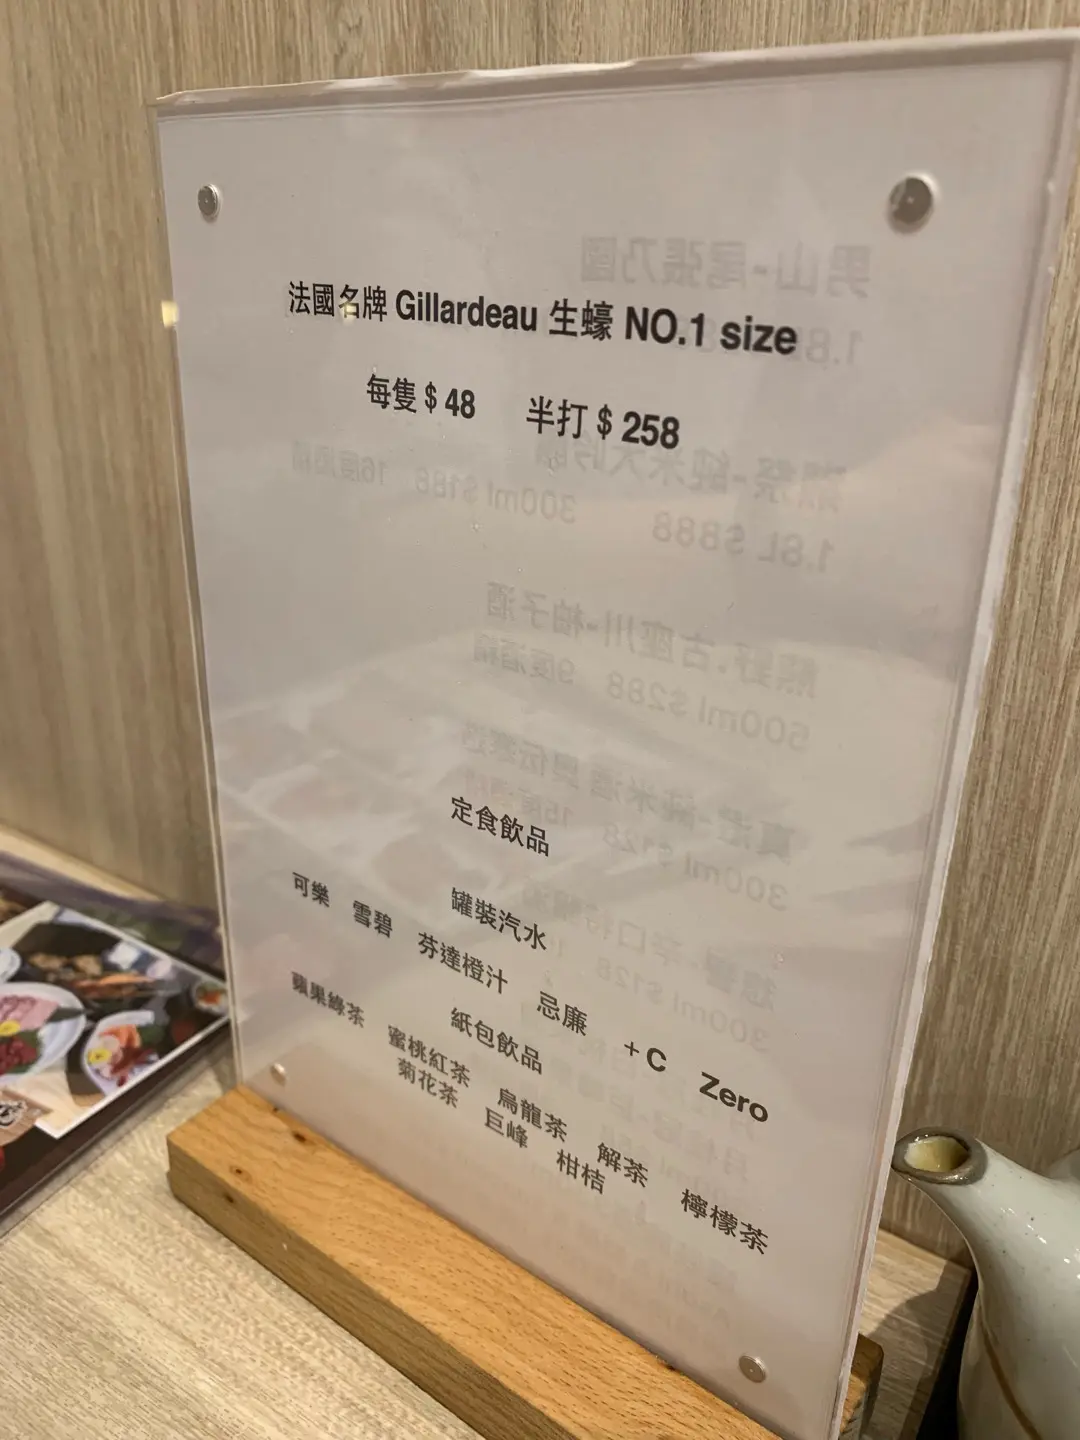 法國名牌 Gillardeau 生蠔 NO.1 size
每隻 $ 48 半打 $ 258
定食飲品
罐裝汽水
可樂 雪碧 芬達橙汁 忌廉 +C Zero
紙包飲品
蘋果綠茶 蜜桃紅茶 烏龍茶 解茶 檸檬茶
菊花茶 巨峰 柑桔